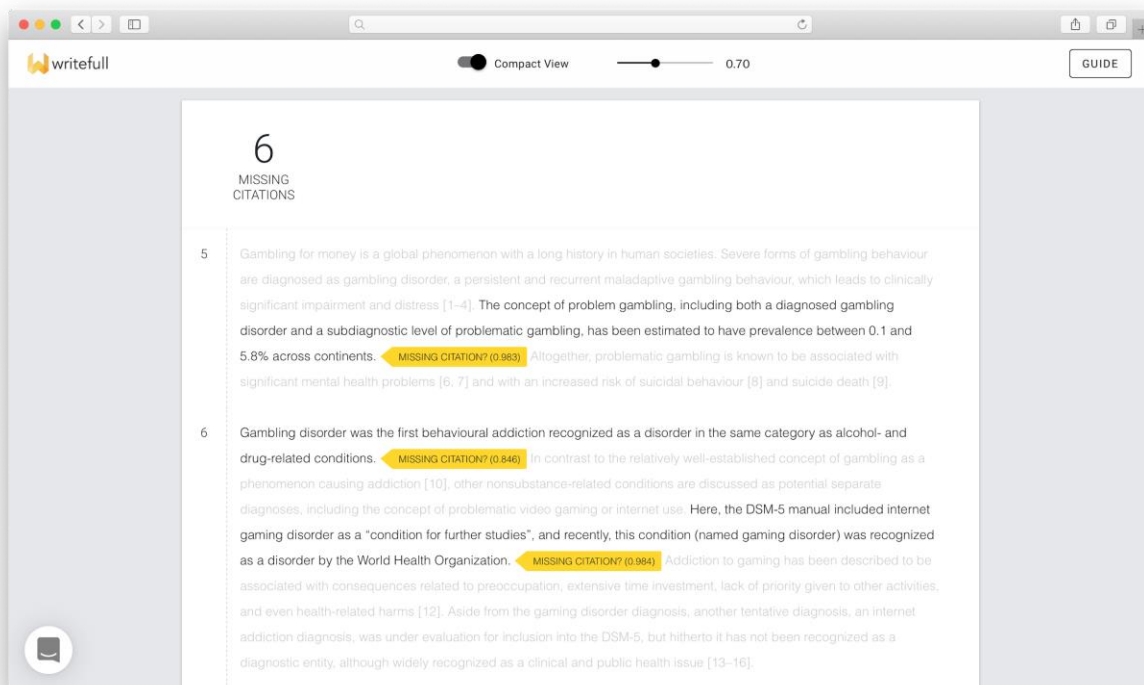 writefull
Compact View
0.70
GUIDE
6
MISSING
CITATIONS
5
Gambling for money is a global phenomenon with a long history in human societies. Severe forms of gambling behaviour
are diagnosed as gambling disorder, a persistent and recurrent maladaptive gambling behaviour, which leads to clinically
significant impairment and distress [1–4]. The concept of problem gambling, including both a diagnosed gambling
disorder and a subdiagnostic level of problematic gambling, has been estimated to have prevalence between 0.1 and
5.8% across continents. MISSING CITATION? (0.983) Altogether, problematic gambling is known to be associated with
significant mental health problems [6, 7] and with an increased risk of suicidal behaviour [8] and suicide death [9].
6
Gambling disorder was the first behavioural addiction recognized as a disorder in the same category as alcohol- and
drug-related conditions. MISSING CITATION? (0.846) In contrast to the relatively well-established concept of gambling as a
phenomenon causing addiction [10], other nonsubstance-related conditions are discussed as potential separate
diagnoses, including the concept of problematic video gaming or internet use. Here, the DSM-5 manual included internet
gaming disorder as a “condition for further studies”, and recently, this condition (named gaming disorder) was recognized
as a disorder by the World Health Organization. MISSING CITATION? (0.984) Addiction to gaming has been described to be
associated with consequences related to preoccupation, extensive time investment, lack of priority given to other activities,
and even health-related harms [12]. Aside from the gaming disorder diagnosis, another tentative diagnosis, an internet
addiction diagnosis, was under evaluation for inclusion into the DSM-5, but hitherto it has not been recognized as a
diagnostic entity, although widely recognized as a clinical and public health issue [13–16].